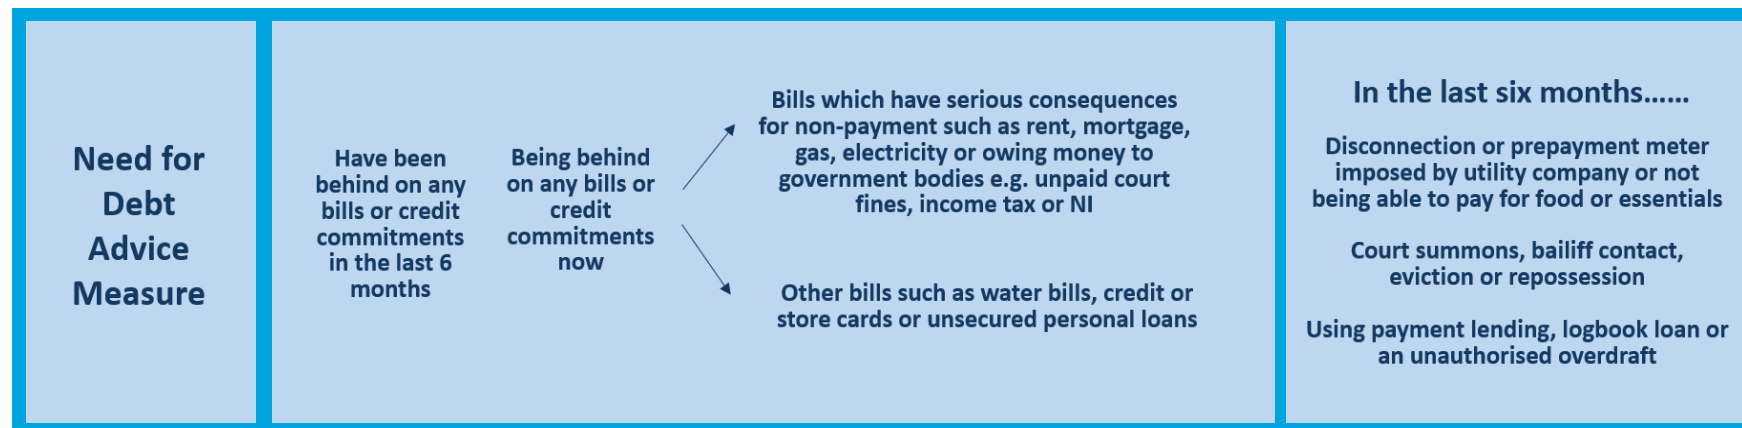 Need for
Debt
Advice
Measure
Have been
behind on any
bills or credit
commitments
in the last 6
months
Being behind
on any bills or
credit
commitments
now
Bills which have serious consequences
for non-payment such as rent, mortgage,
gas, electricity or owing money to
government bodies e.g. unpaid court
fines, income tax or NI
Other bills such as water bills, credit or
store cards or unsecured personal loans
In the last six months……
Disconnection or prepayment meter
imposed by utility company or not
being able to pay for food or essentials
Court summons, bailiff contact,
eviction or repossession
Using payment lending, logbook loan or
an unauthorised overdraft